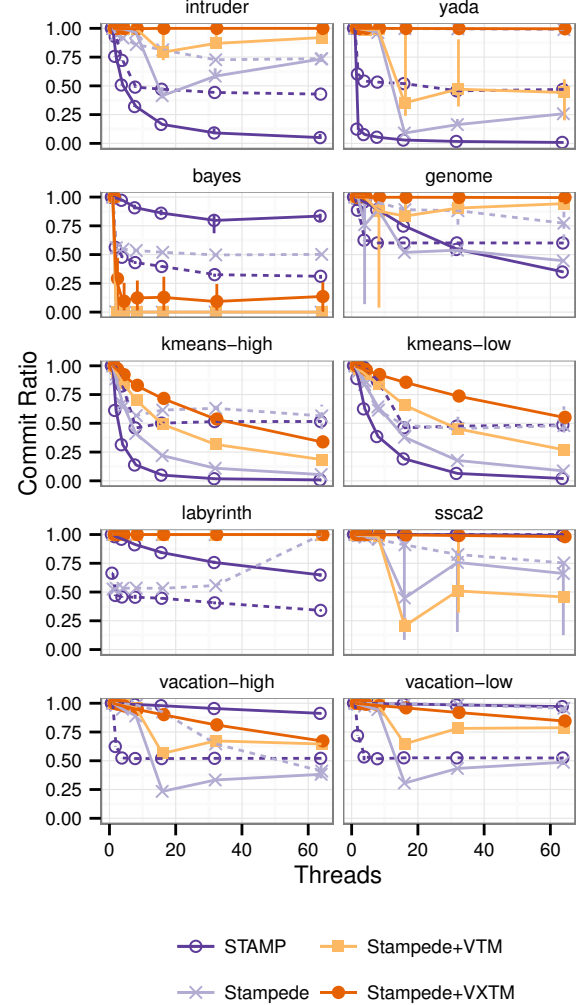 intruder yada
1.00
0.75
0.50
0.25
0.00
bayes genome
1.00
0.75
0.50
0.25
0.00
kmeans−high kmeans−low
1.00
0.75
0.50
0.25
0.00
Commit Ratio
labyrinth ssca2
1.00
0.75
0.50
0.25
0.00
vacation−high vacation−low
1.00
0.75
0.50
0.25
0.00
0 20 40 60 0 20 40 60
Threads
STAMP Stampede+VTM
Stampede Stampede+VXTM